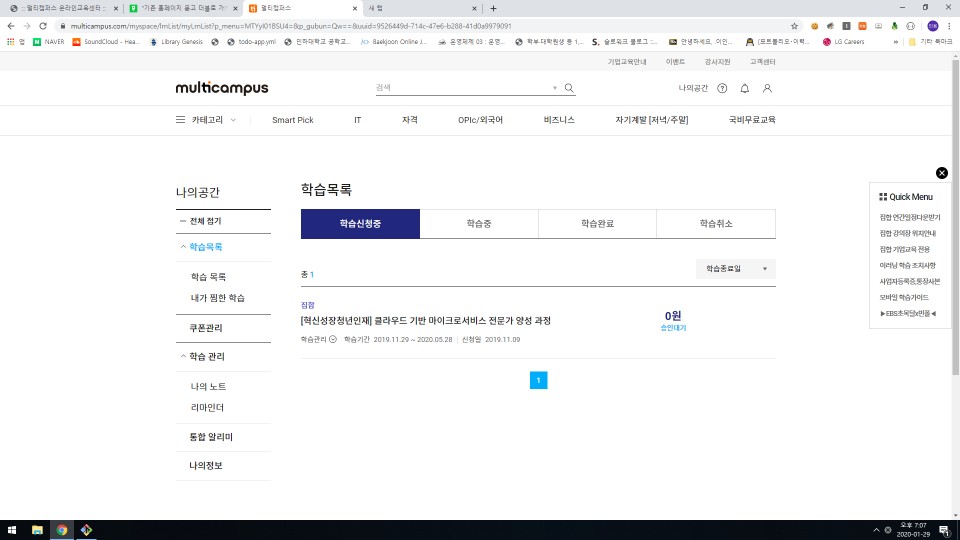 :: 멀티캠퍼스 온라인교육센터 ::
"기존 홈페이지 묻고 더블로 가
멀티캠퍼스
새 탭
multicampus.com/myspace/lrnList/myLrnList?p_menu=MTYyI01BSU4=&p_gubun=Qw==&uuid=9526449d-714c-47e6-b288-41d0a9979091
앱
NAVER
SoundCloud - Hea...
Library Genesis
todo-app.yml
인하대학교 공학교...
Baekjoon Online J...
운영체제 03 : 운영...
학부-대학원생 총 1,...
슬로워크 블로그 ::...
안녕하세요, 이인...
(포트폴리오-이력...
LG Careers
»
기타 북마크
기업교육안내 이벤트 강사지원 고객센터
multicampus
검색
나의공간
카테고리
Smart Pick
IT
자격
OPIc/외국어
비즈니스
자기계발 [저녁/주말]
국비무료교육
나의공간
전체 접기
학습목록
학습 목록
내가 찜한 학습
쿠폰관리
학습 관리
나의 노트
리마인더
통합 알리미
나의정보
학습목록
학습신청중
학습중
학습완료
학습취소
총 1
학습종료일
집합
[혁신성장청년인재] 클라우드 기반 마이크로서비스 전문가 양성 과정
학습관리 학습기간 2019.11.29 ~ 2020.05.28 | 신청일 2019.11.09
0원
승인대기
1
Quick Menu
집합 연간일정다운받기
집합 강의장 위치안내
집합 기업교육 전용
이러닝 학습 조치사항
사업자등록증,통장사본
모바일 학습가이드
▶EBS초목달x민폴◀
오후 7:07
2020-01-29